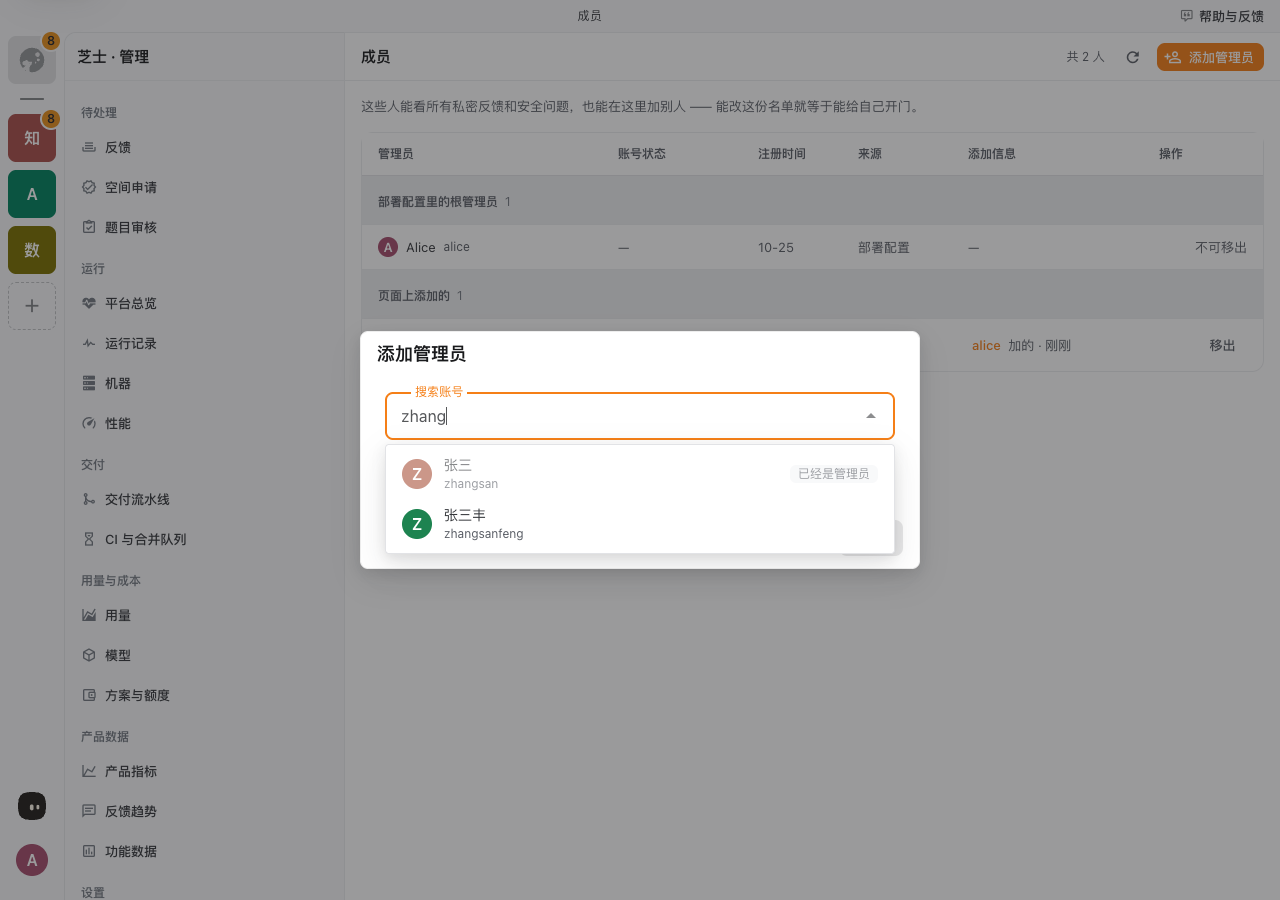 成员
帮助与反馈
8
知
8
A
数
A
芝士 · 管理
待处理
反馈
空间申请
题目审核
运行
平台总览
运行记录
机器
性能
交付
交付流水线
CI 与合并队列
用量与成本
用量
模型
方案与额度
产品数据
产品指标
反馈趋势
功能数据
设置
成员
共 2 人
添加管理员
这些人能看所有私密反馈和安全问题，也能在这里加别人 —— 能改这份名单就等于能给自己开门。
管理员 账号状态 注册时间 来源 添加信息 操作
部署配置里的根管理员 1
A Alice alice — 10-25 部署配置 — 不可移出
页面上添加的 1
alice 加的 · 刚刚 移出
添加管理员
搜索账号
zhang
Z 张三 已经是管理员
zhangsan
Z 张三丰
zhangsanfeng